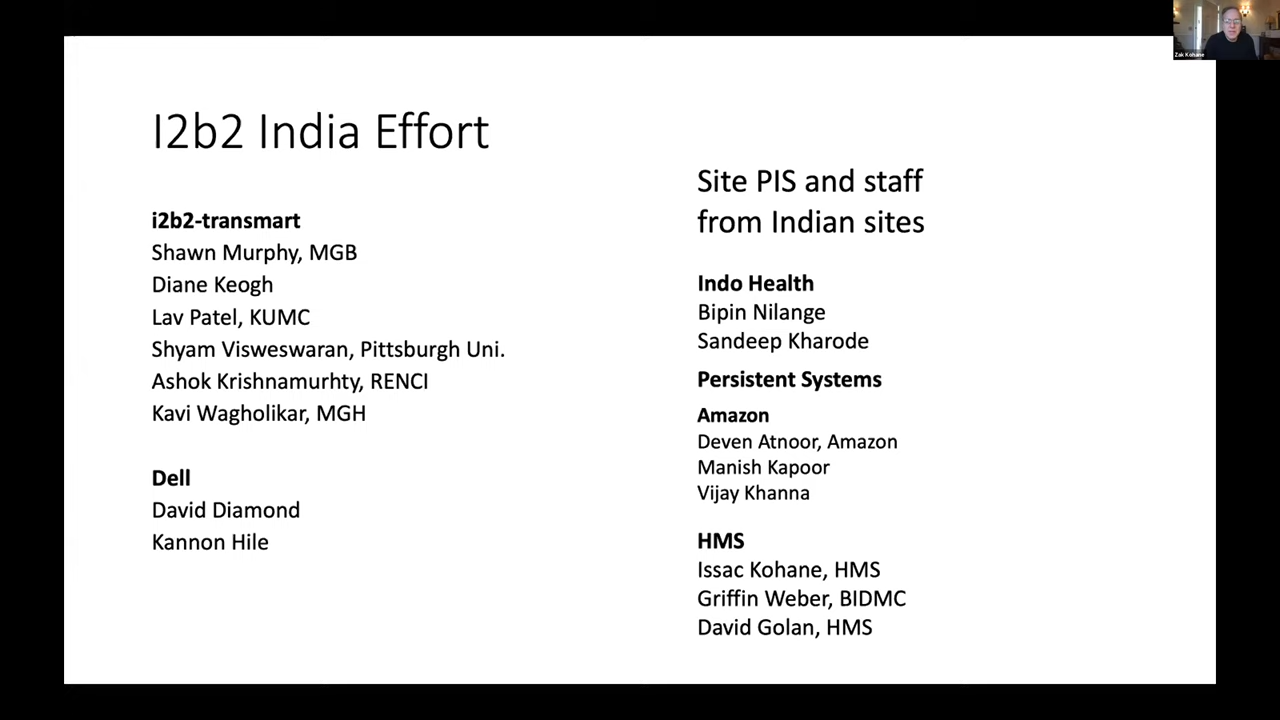 I2b2 India Effort
i2b2-transmart
Shawn Murphy, MGB
Diane Keogh
Lav Patel, KUMC
Shyam Visweswaran, Pittsburgh Uni.
Ashok Krishnamurhty, RENCI
Kavi Wagholikar, MGH
Dell
David Diamond
Kannon Hile
Site PIS and staff
from Indian sites
Indo Health
Bipin Nilange
Sandeep Kharode
Persistent Systems
Amazon
Deven Atnoor, Amazon
Manish Kapoor
Vijay Khanna
HMS
Issac Kohane, HMS
Griffin Weber, BIDMC
David Golan, HMS
Zak Kohane